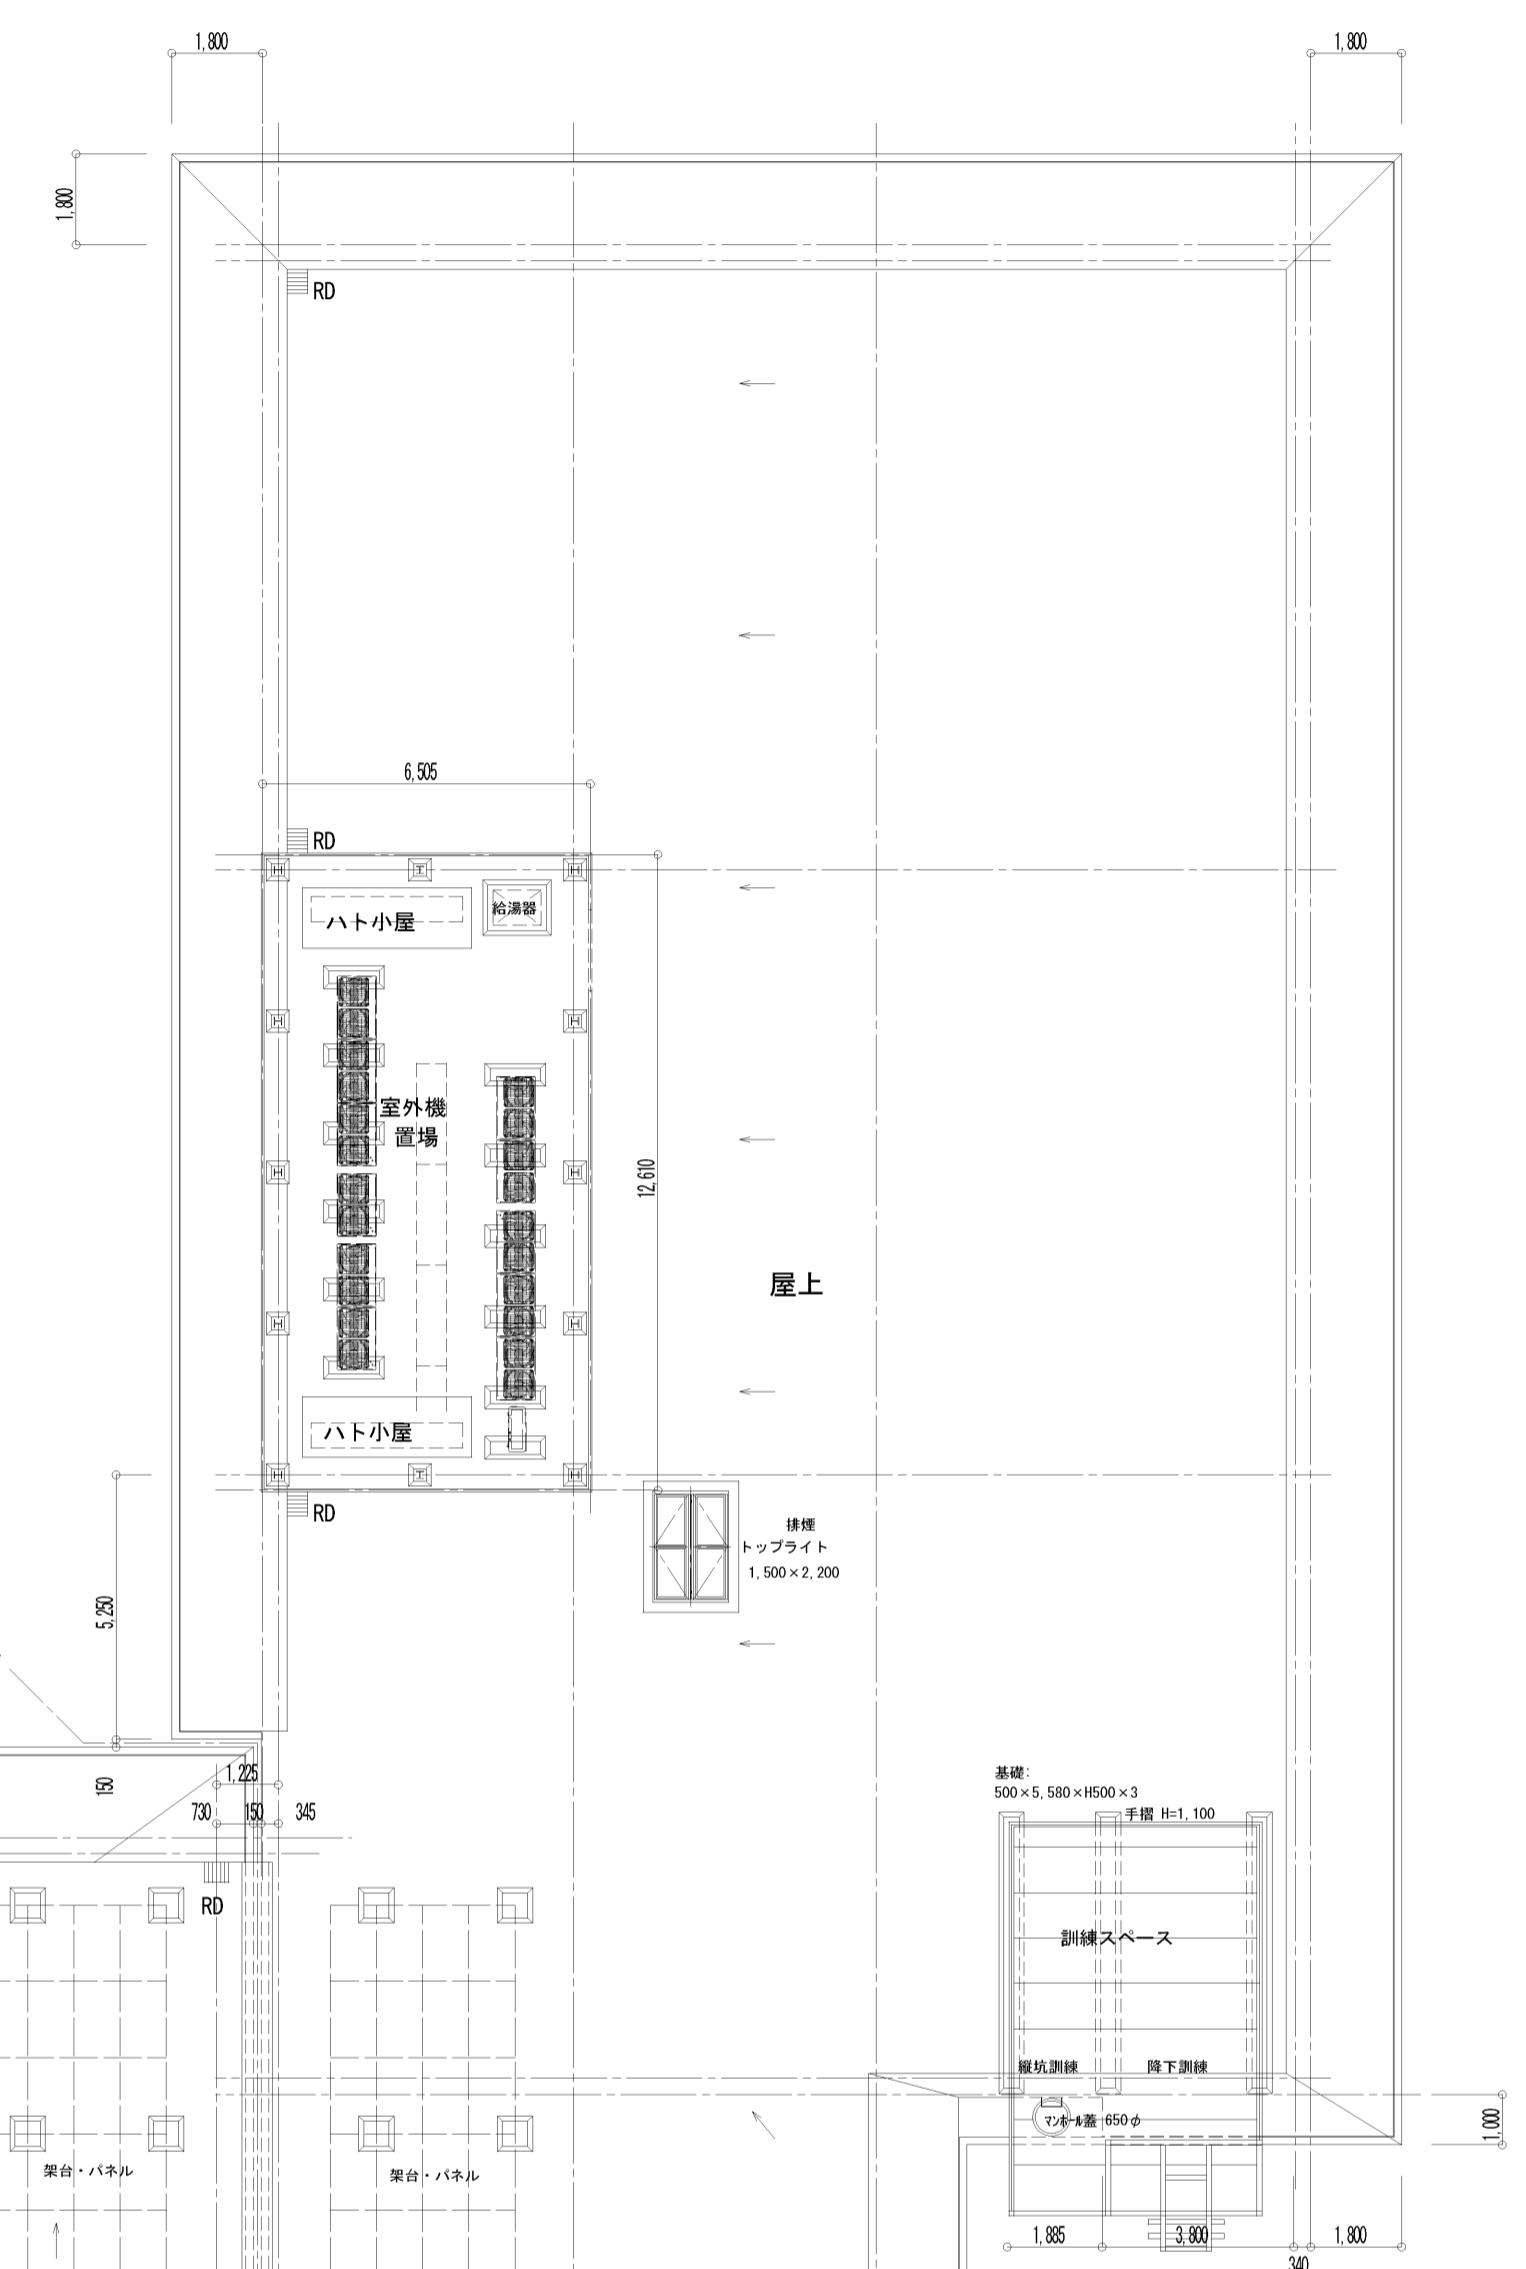 1,800
1,800
1,800
RD
6,505
RD
ハト小屋
給湯器
室外機
置場
12,610
屋上
ハト小屋
RD
排煙
トップライト
1,500×2,200
5,250
150
1,225
730
150
345
基礎:
500×5,580×H500×3
手摺 H=1,100
RD
訓練スペース
縦坑訓練
降下訓練
マンホール蓋 650φ
1,000
架台・パネル
架台・パネル
1,885
3,800
1,800
340